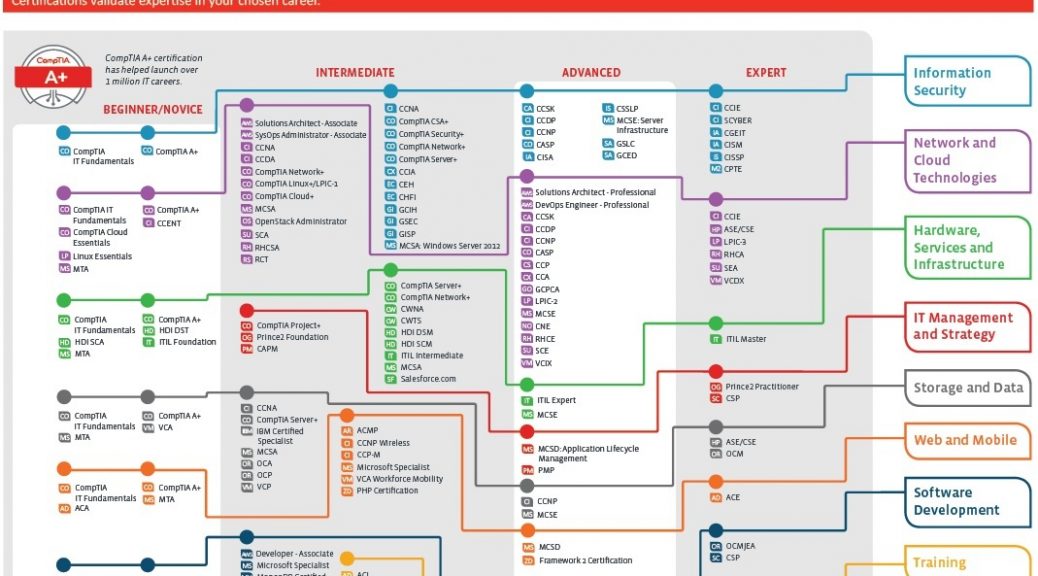 Certifications validate expertise in your chosen career.
CompTIA
A+
CompTIA A+ certification
has helped launch over
1 million IT careers.
BEGINNER/NOVICE
INTERMEDIATE
ADVANCED
EXPERT
Information
Security
CO CompTIA
IT Fundamentals
CO CompTIA A+
CI CCNA
CO CompTIA CSA+
CO CompTIA Security+
CO CompTIA Network+
CO CompTIA Server+
CX CCIA
EC CEH
EC CHFI
GI GCIH
GI GSEC
GI GISP
MS MCSA: Windows Server 2012
CA CCSK
CI CCDP
CI CCNP
CO CASP
IA CISA
IS CSSLP
MS MCSE: Server
Infrastructure
SA GSLC
SA GCED
CI CCIE
CI SCYBER
IA CGEIT
IA CISM
IS CISSP
MS CPTE
Network and
Cloud
Technologies
CO CompTIA IT
Fundamentals
CO CompTIA Cloud
Essentials
LP Linux Essentials
MS MTA
CO CompTIA A+
CI CCENT
AWS Solutions Architect - Associate
AWS SysOps Administrator - Associate
CI CCNA
CI CCDA
CO CompTIA Network+
CO CompTIA Linux+/LPIC-1
CO CompTIA Cloud+
MS MCSA
OS OpenStack Administrator
SU SCA
RH RHCSA
RS RCT
AWS Solutions Architect - Professional
AWS DevOps Engineer - Professional
CA CCSK
CI CCDP
CI CCNP
CO CASP
CS CCP
CX CCA
GO GCPCA
LP LPIC-2
MS MCSE
NO CNE
RH RHCE
SU SCE
VM VCIX
CI CCIE
HP ASE/CSE
LP LPIC-3
RH RHCA
SU SEA
VM VCDX
Hardware,
Services and
Infrastructure
CO CompTIA
IT Fundamentals
HD HDI SCA
MS MTA
CO CompTIA A+
HD HDI DST
IT ITIL Foundation
CO CompTIA Server+
CO CompTIA Network+
CW CWNA
CW CWTS
HD HDI DSM
HD HDI SCM
IT ITIL Intermediate
MS MCSA
SF Salesforce.com
IT ITIL Expert
MS MCSE
IT ITIL Master
IT Management
and Strategy
CO CompTIA Project+
OG Prince2 Foundation
PM CAPM
MS MCSD: Application Lifecycle
Management
PM PMP
OG Prince2 Practitioner
SC CSP
Storage and Data
CO CompTIA
IT Fundamentals
MS MTA
CO CompTIA A+
VM VCA
CI CCNA
CO CompTIA Server+
IBM IBM Certified
Specialist
MS MCSA
OR OCA
OR OCP
VM VCP
CI CCNP
MS MCSE
HP ASE/CSE
OR OCM
Web and Mobile
CO CompTIA
IT Fundamentals
AD ACA
CO CompTIA A+
MS MTA
AR ACMP
CI CCNP Wireless
CI CCP-M
MS Microsoft Specialist
VM VCA Workforce Mobility
ZD PHP Certification
MS MCSD
ZD Framework 2 Certification
AD ACE
Software
Development
AWS Developer - Associate
MS Microsoft Specialist
OR OCMJEA
SC CSP
Training
AD ACI